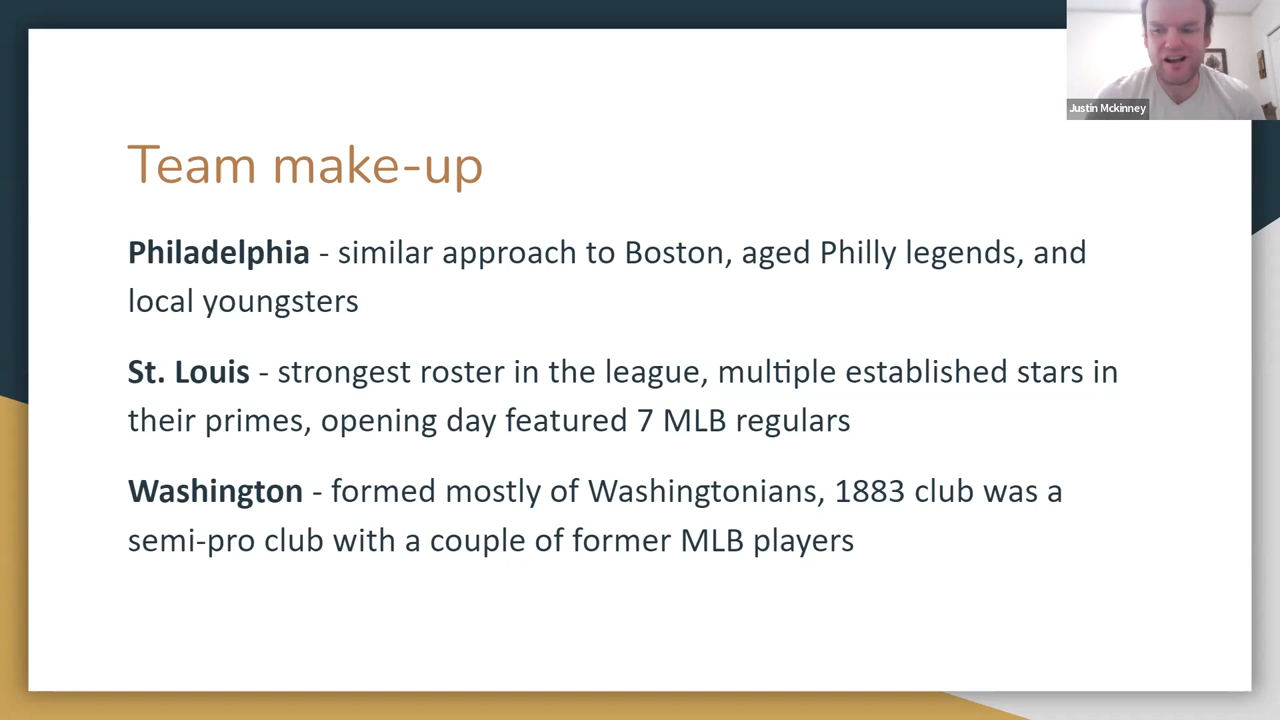 Justin Mckinney
Team make-up
Philadelphia - similar approach to Boston, aged Philly legends, and
local youngsters
St. Louis - strongest roster in the league, multiple established stars in
their primes, opening day featured 7 MLB regulars
Washington - formed mostly of Washingtonians, 1883 club was a
semi-pro club with a couple of former MLB players